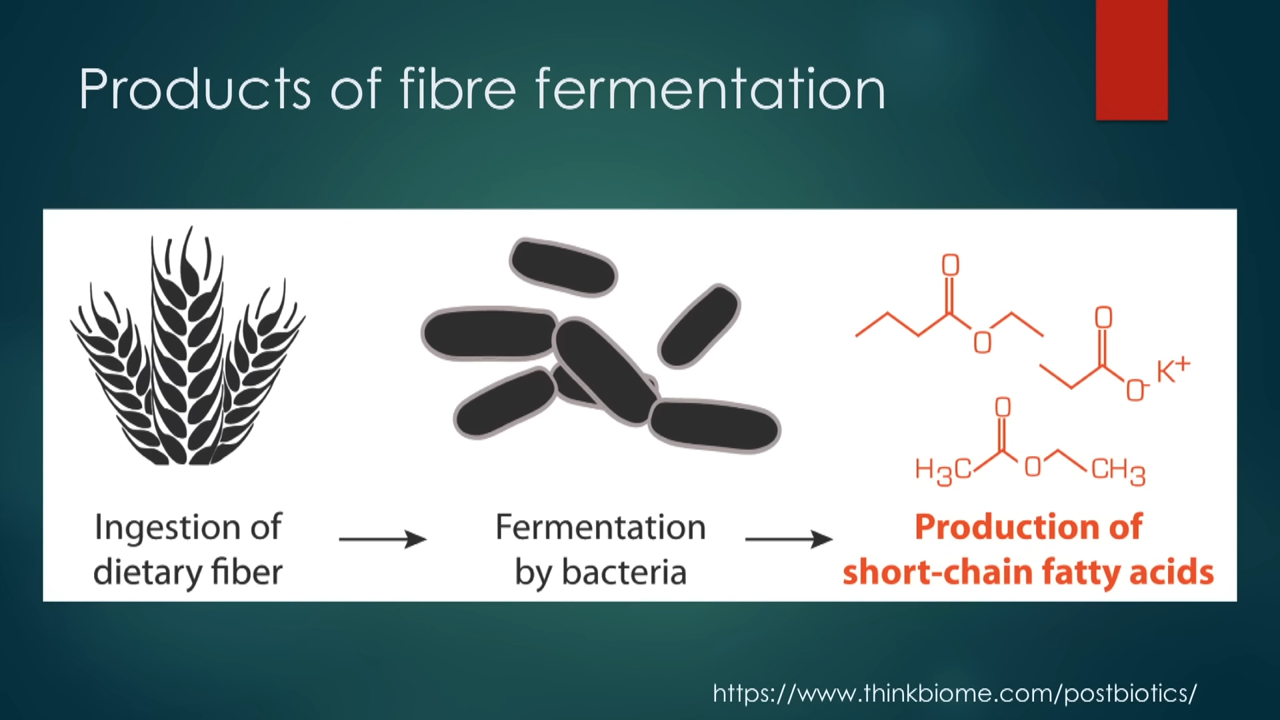 Products of fibre fermentation
O
O
O
O- K+
O
H3C O CH3
Ingestion of
dietary fiber
Fermentation
by bacteria
Production of
short-chain fatty acids
https://www.thinkbiome.com/postbiotics/